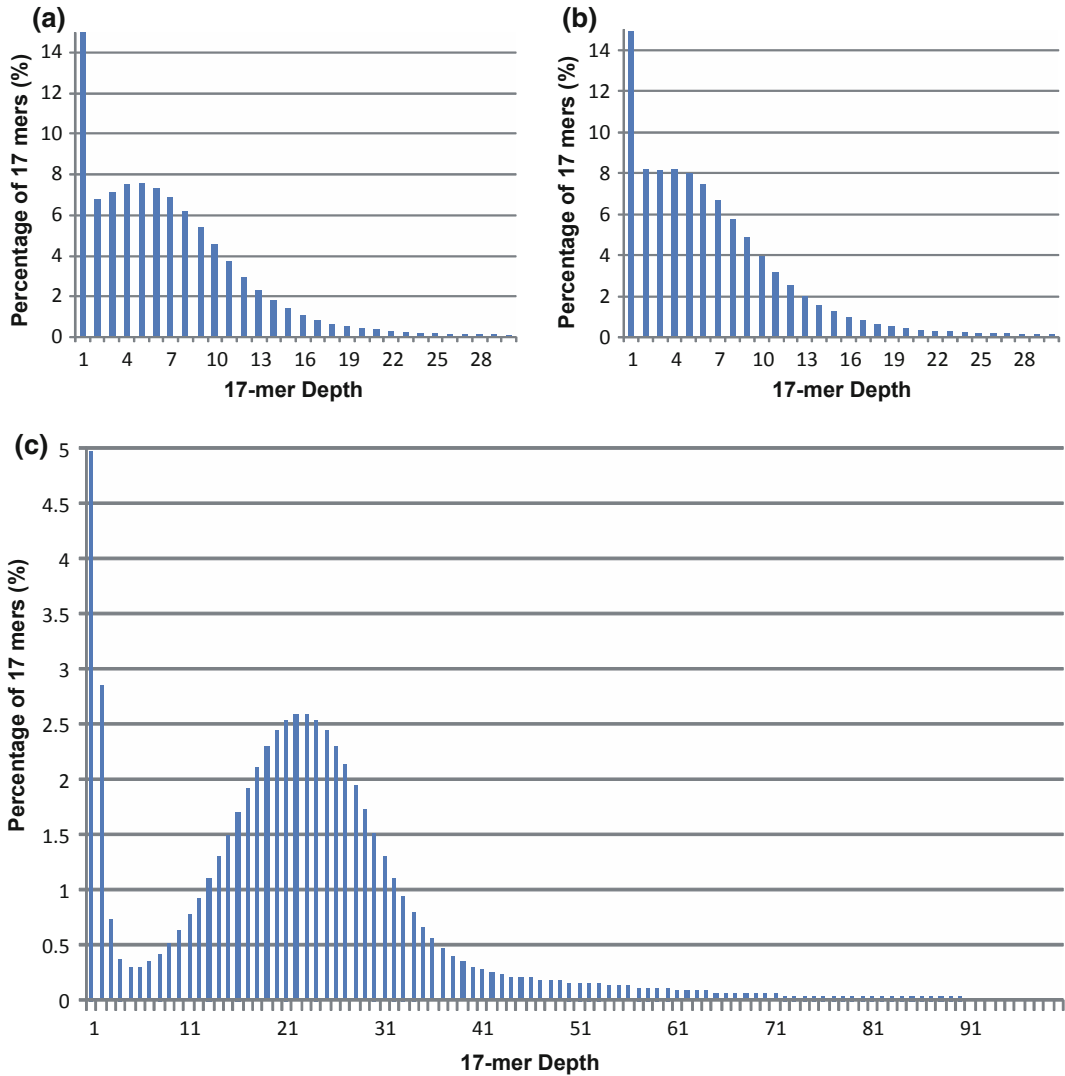 (a)
Percentage of 17 mers (%)
14
12
10
8
6
4
2
0
1 4 7 10 13 16 19 22 25 28
17-mer Depth
(b)
Percentage of 17 mers (%)
14
12
10
8
6
4
2
0
1 4 7 10 13 16 19 22 25 28
17-mer Depth
(c)
Percentage of 17 mers (%)
5
4.5
4
3.5
3
2.5
2
1.5
1
0.5
0
1 11 21 31 41 51 61 71 81 91
17-mer Depth